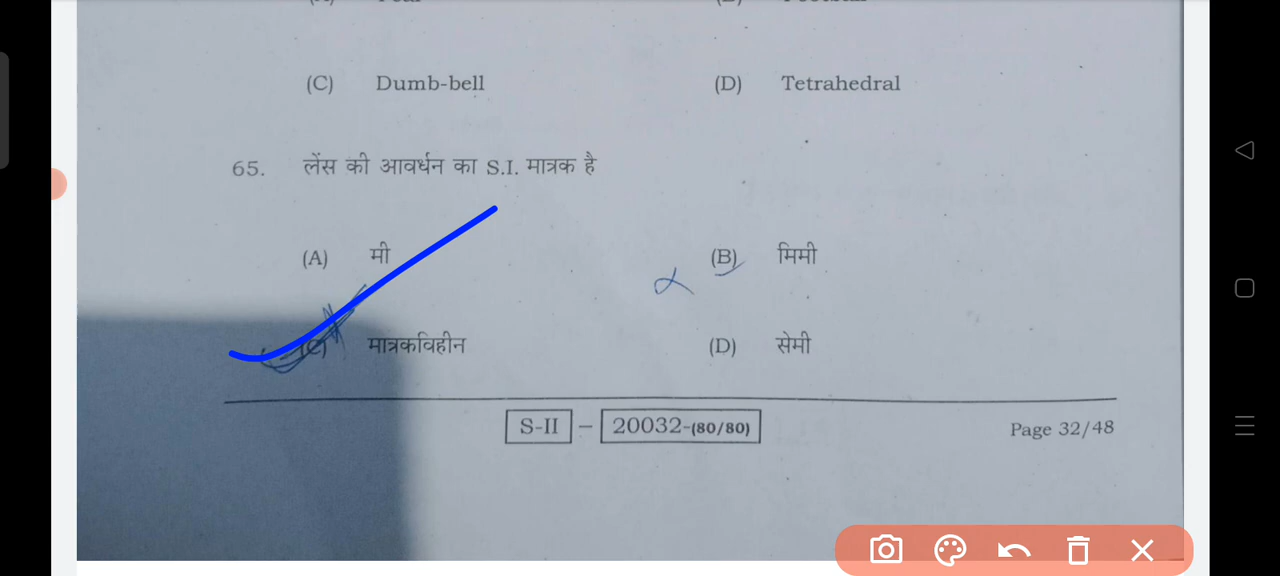 (C) Dumb-bell (D) Tetrahedral
65. लेंस की आवर्धन का S.I. मात्रक है
(A) मी (B) मिमी
(C) मात्रकविहीन (D) सेमी
S-II – 20032-(80/80) Page 32/48